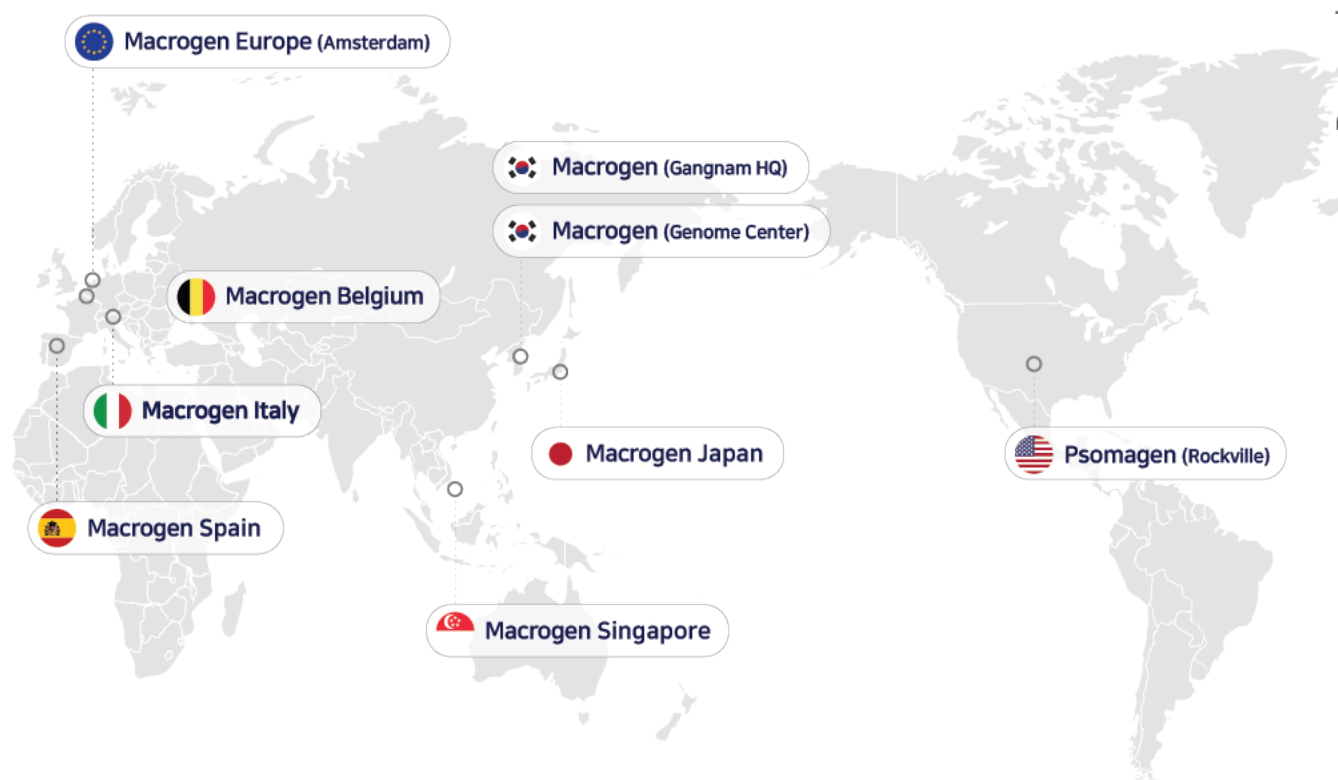 Macrogen Europe (Amsterdam)
Macrogen (Gangnam HQ)
Macrogen (Genome Center)
Macrogen Belgium
Macrogen Italy
Macrogen Japan
Psomagen (Rockville)
Macrogen Spain
Macrogen Singapore